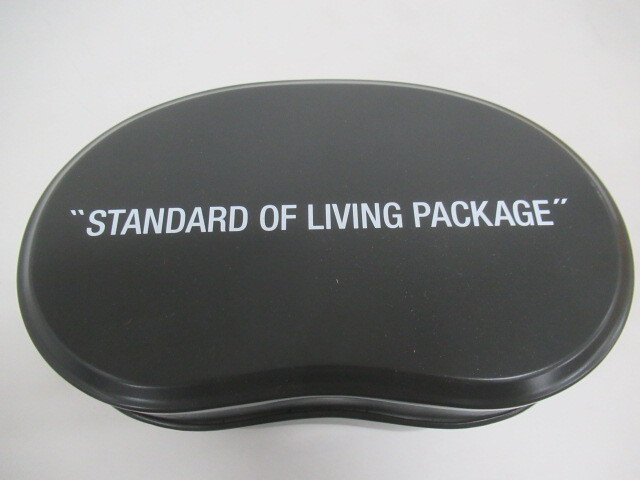 "STANDARD OF LIVING PACKAGE"